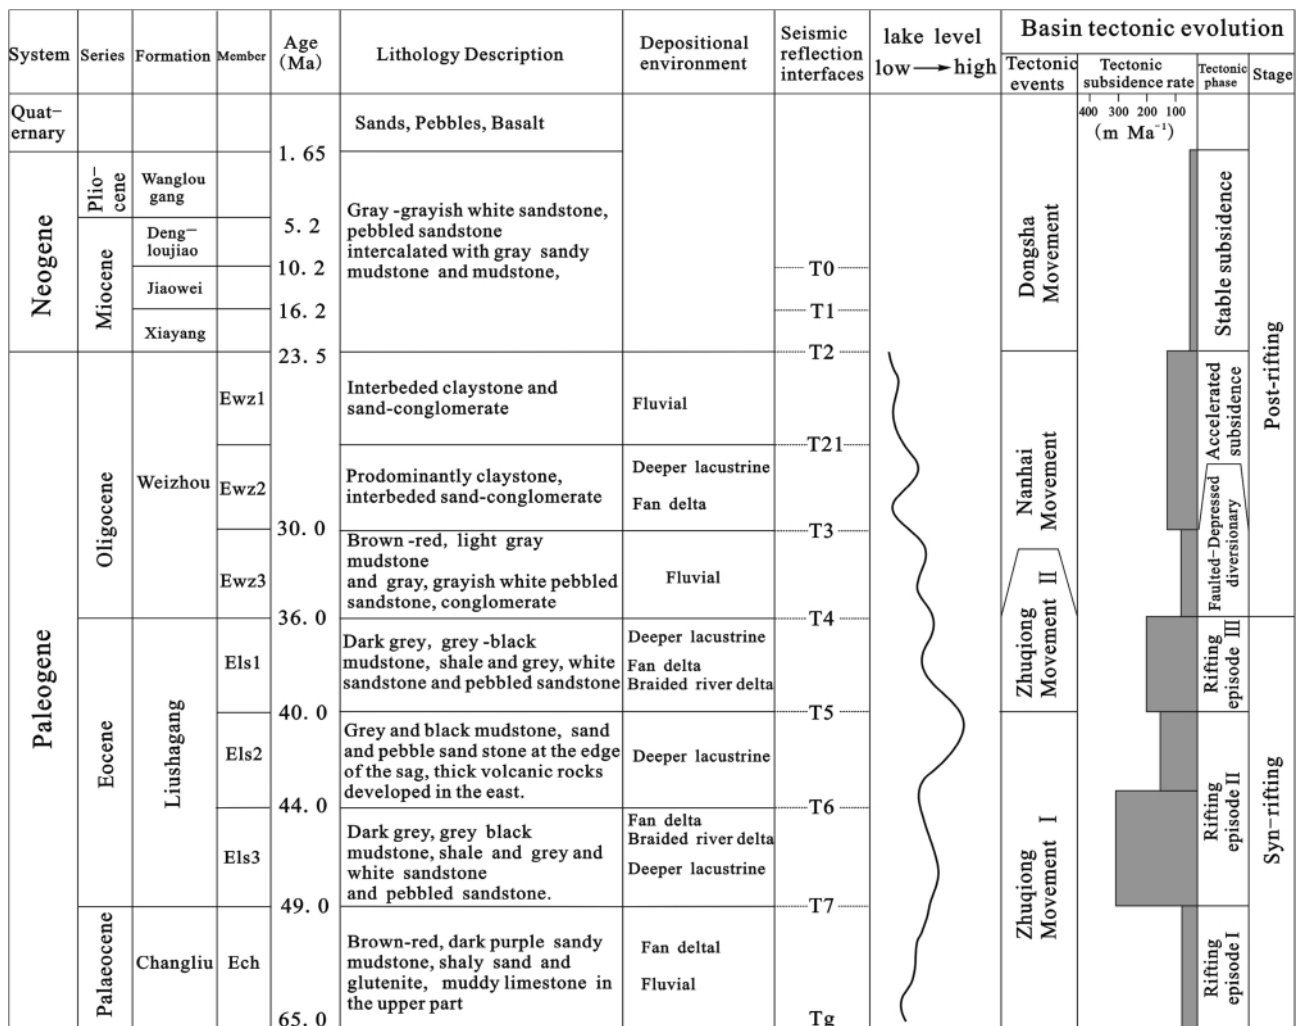 System
Series
Formation
Member
Age
(Ma)
Lithology Description
Depositional
environment
Seismic
reflection
interfaces
lake level
low high
Basin tectonic evolution
Tectonic
events
Tectonic
subsidence rate
Tectonic
phase
Stage
400 300 200 100
(m Ma⁻¹)
Quat-
ernary
Sands, Pebbles, Basalt
1.65
Neogene
Plio-
cene
Wanglou
gang
Gray -grayish white sandstone,
pebbled sandstone
intercalated with gray sandy
mudstone and mudstone,
5.2
Miocene
Deng-
loujiao
10.2
T0
Jiaowei
16.2
T1
Xiayang
23.5
T2
Dongsha
Movement
Stable subsidence
Post-rifting
Paleogene
Oligocene
Weizhou
Ewz1
Interbeded claystone and
sand-conglomerate
Fluvial
T21
Ewz2
Prodominantly claystone,
interbeded sand-conglomerate
Deeper lacustrine
Fan delta
30.0
T3
Ewz3
Brown -red, light gray
mudstone
and gray, grayish white pebbled
sandstone, conglomerate
Fluvial
36.0
T4
Nanhai
Movement
Accelerated
subsidence
Faulted-Depressed
diversionary
Eocene
Liushagang
Els1
Dark grey, grey -black
mudstone, shale and grey, white
sandstone and pebbled sandstone
Deeper lacustrine
Fan delta
Braided river delta
40.0
T5
Zhuqiong
Movement II
Rifting
episode III
Els2
Grey and black mudstone, sand
and pebble sand stone at the edge
of the sag, thick volcanic rocks
developed in the east.
Deeper lacustrine
44.0
T6
Els3
Dark grey, grey black
mudstone, shale and grey and
white sandstone
and pebbled sandstone.
Fan delta
Braided river delta
Deeper lacustrine
49.0
T7
Zhuqiong
Movement I
Rifting
episode II
Syn-rifting
Palaeocene
Changliu
Ech
Brown-red, dark purple sandy
mudstone, shaly sand and
glutenite, muddy limestone in
the upper part
Fan deltal
Fluvial
65.0
Tg
Rifting
episode I